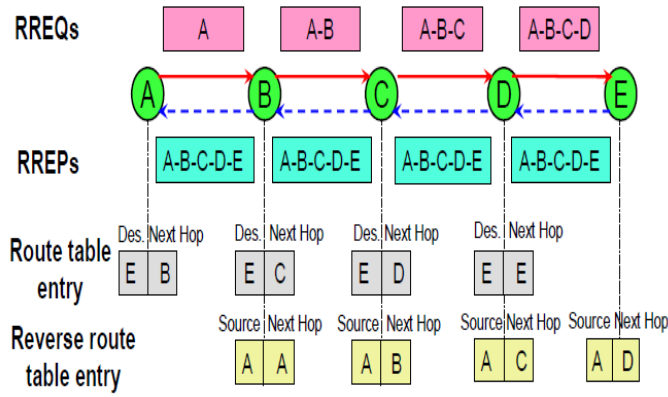 RREQs A A-B A-B-C A-B-C-D
A B C D E
RREPs A-B-C-D-E A-B-C-D-E A-B-C-D-E A-B-C-D-E
Des. Next Hop Des. Next Hop Des. Next Hop Des. Next Hop
Route table
entry
E B E C E D E E
Source Next Hop Source Next Hop Source Next Hop Source Next Hop
Reverse route
table entry
A A A B A C A D